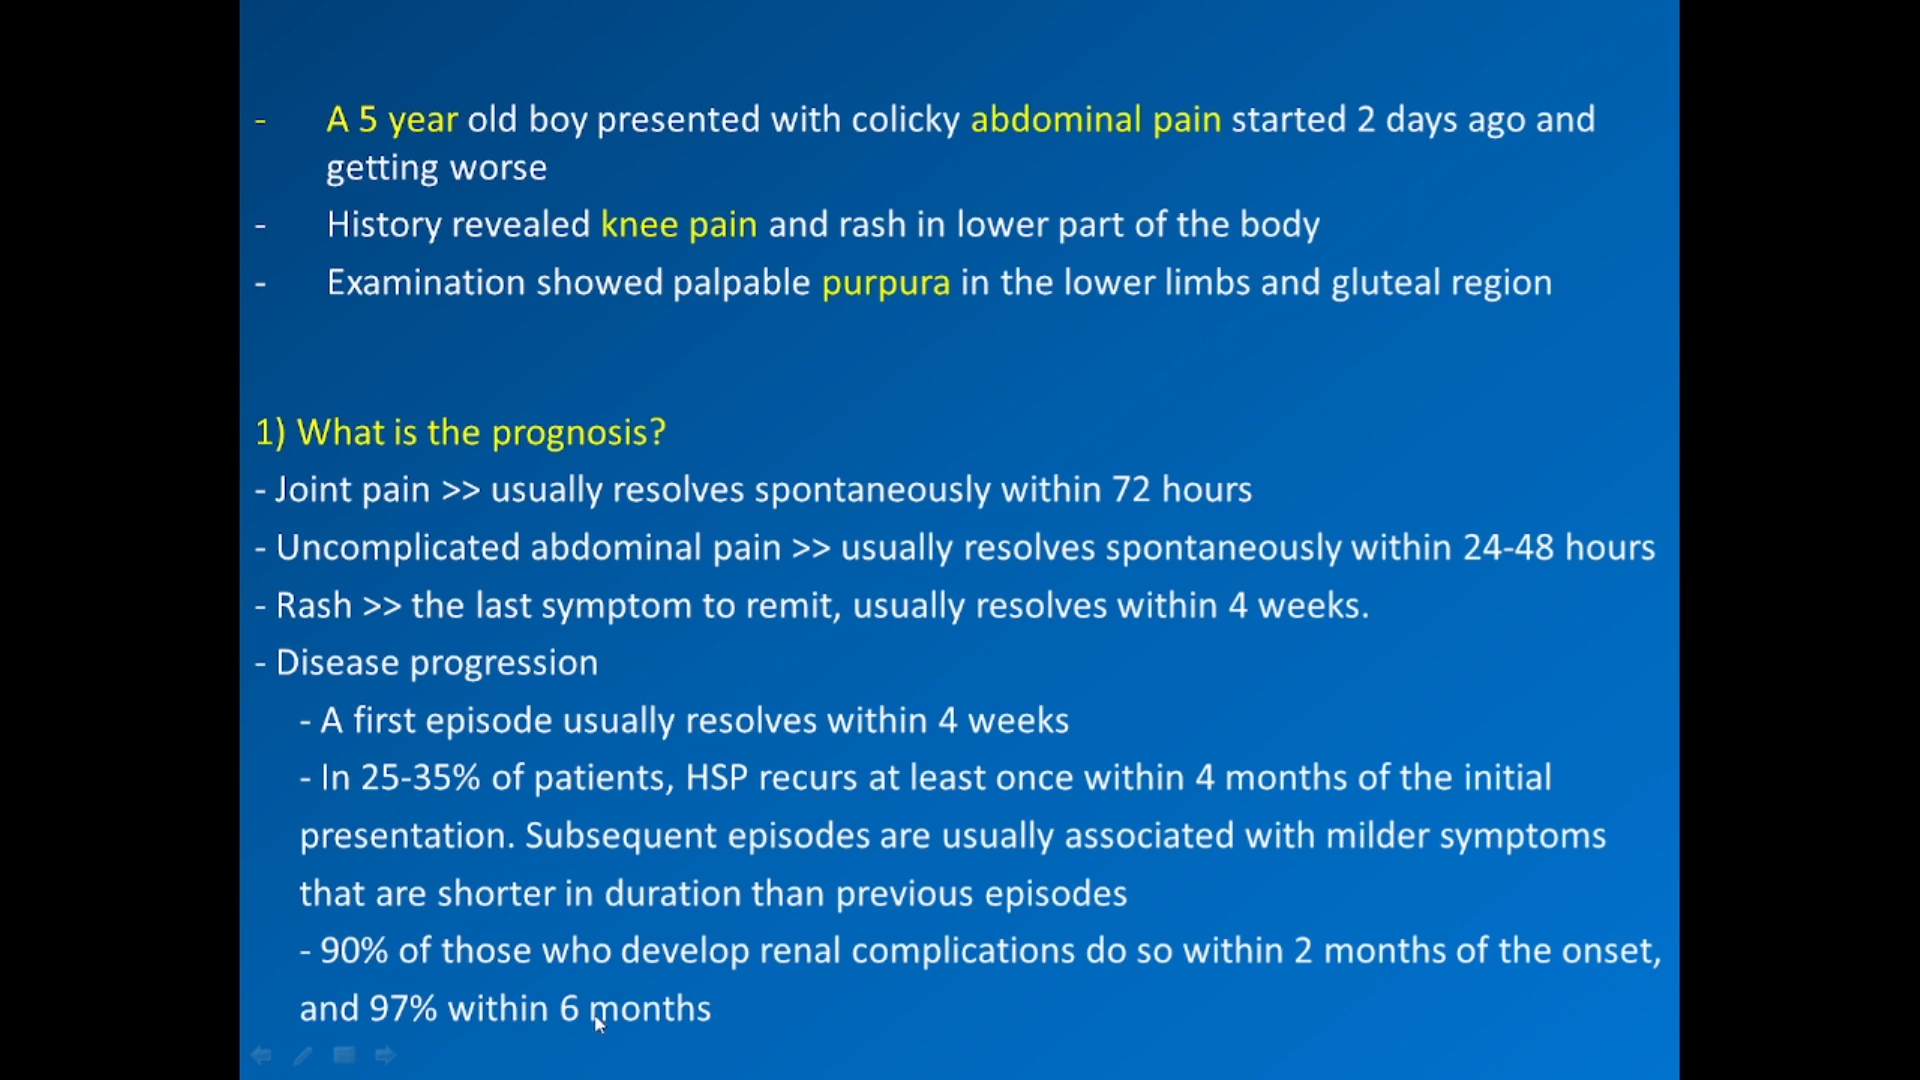 - A 5 year old boy presented with colicky abdominal pain started 2 days ago and
getting worse
- History revealed knee pain and rash in lower part of the body
- Examination showed palpable purpura in the lower limbs and gluteal region
1) What is the prognosis?
- Joint pain >> usually resolves spontaneously within 72 hours
- Uncomplicated abdominal pain >> usually resolves spontaneously within 24-48 hours
- Rash >> the last symptom to remit, usually resolves within 4 weeks.
- Disease progression
- A first episode usually resolves within 4 weeks
- In 25-35% of patients, HSP recurs at least once within 4 months of the initial
presentation. Subsequent episodes are usually associated with milder symptoms
that are shorter in duration than previous episodes
- 90% of those who develop renal complications do so within 2 months of the onset,
and 97% within 6 months